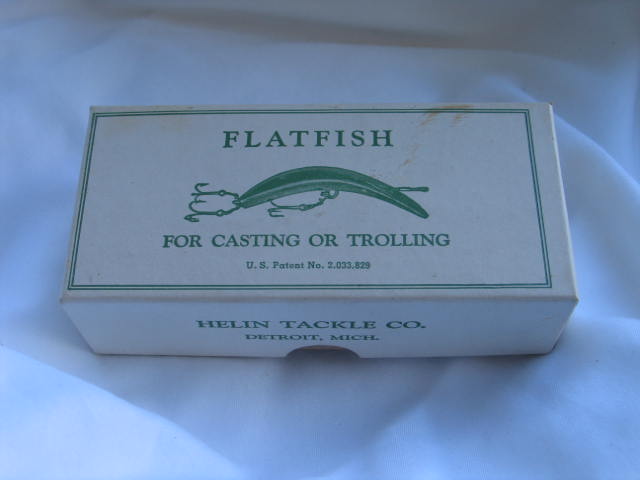 FLATFISH
FOR CASTING OR TROLLING
U. S. Patent No. 2.033.829
HELIN TACKLE CO.
DETROIT, MICH.